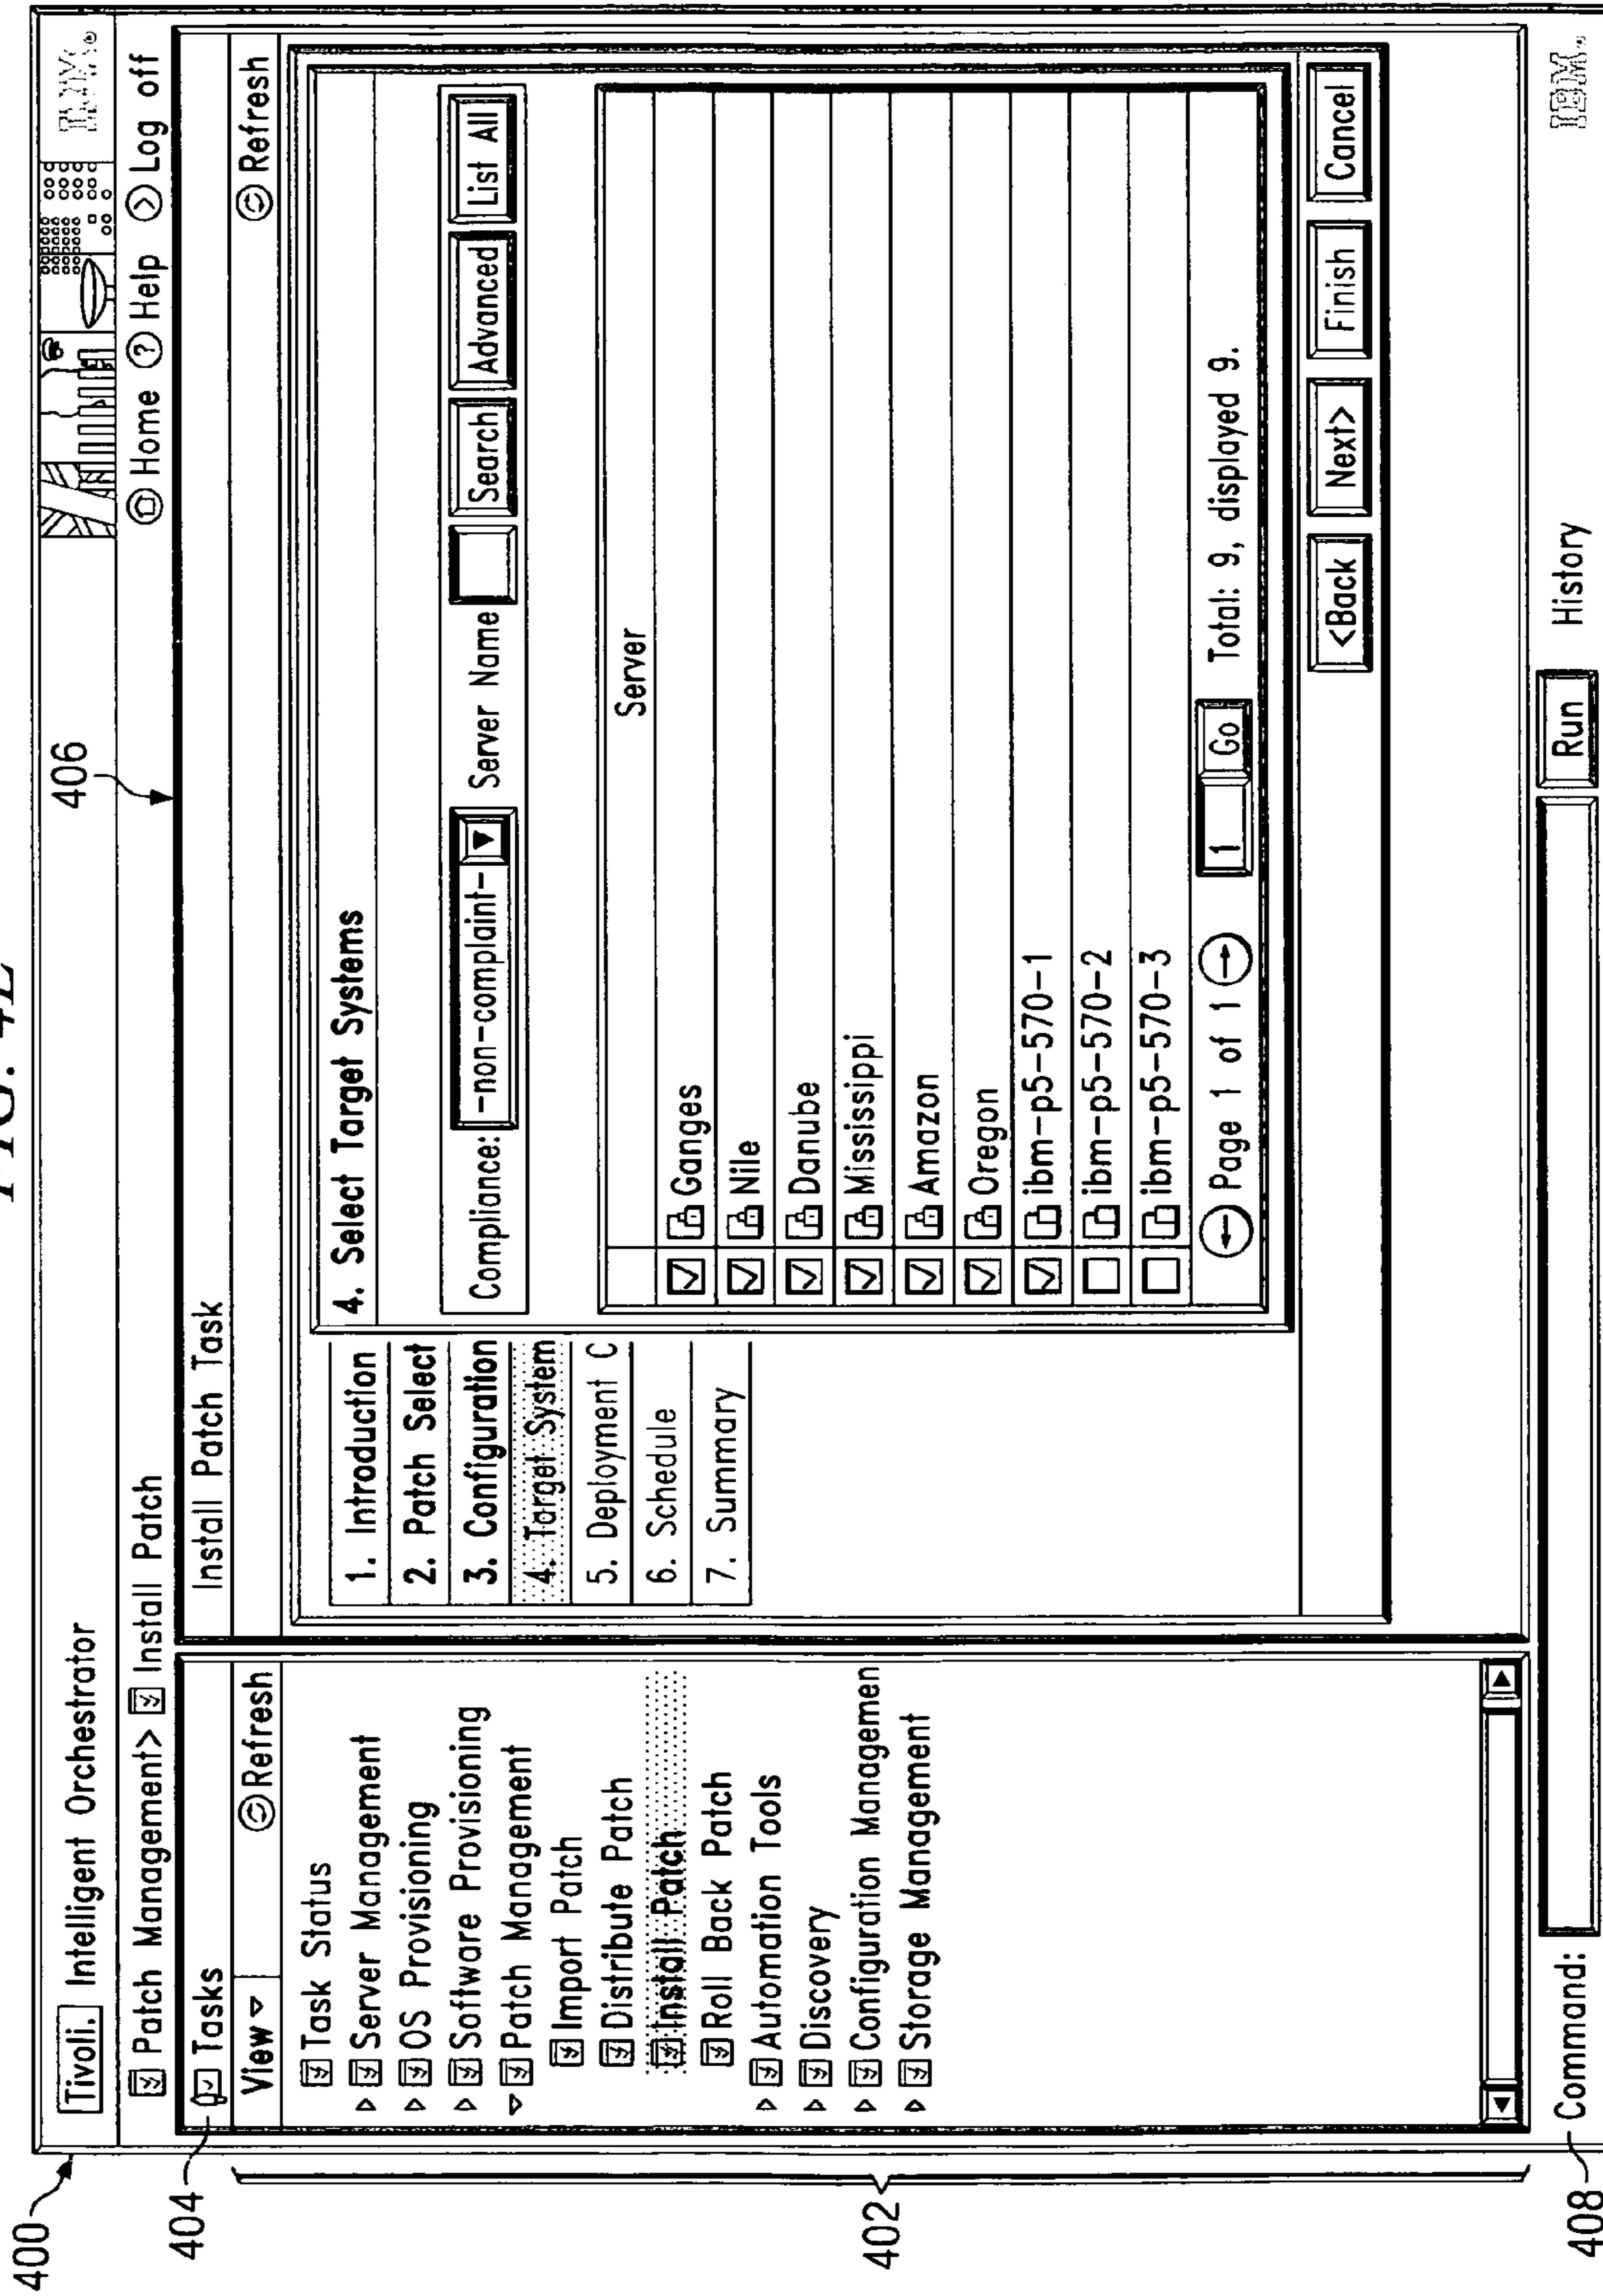 400
Tivoli. Intelligent Orchestrator
406
IBM®
Patch Management> Install Patch
Home ? Help > Log off
404
Tasks
View
Refresh
Task Status
Server Management
OS Provisioning
Software Provisioning
Patch Management
Import Patch
Distribute Patch
Install Patch
Roll Back Patch
Automation Tools
Discovery
Configuration Managemen
Storage Management
402
Install Patch Task
Refresh
1. Introduction
2. Patch Select
3. Configuration
4. Target System
5. Deployment C
6. Schedule
7. Summary
4. Select Target Systems
Compliance: -non-complaint- Server Name Search Advanced List All
Server
Ganges
Nile
Danube
Mississippi
Amazon
Oregon
ibm-p5-570-1
ibm-p5-570-2
ibm-p5-570-3
Page 1 of 1 1 Go Total: 9, displayed 9.
<Back Next> Finish Cancel
408
Command: Run History
IBM®